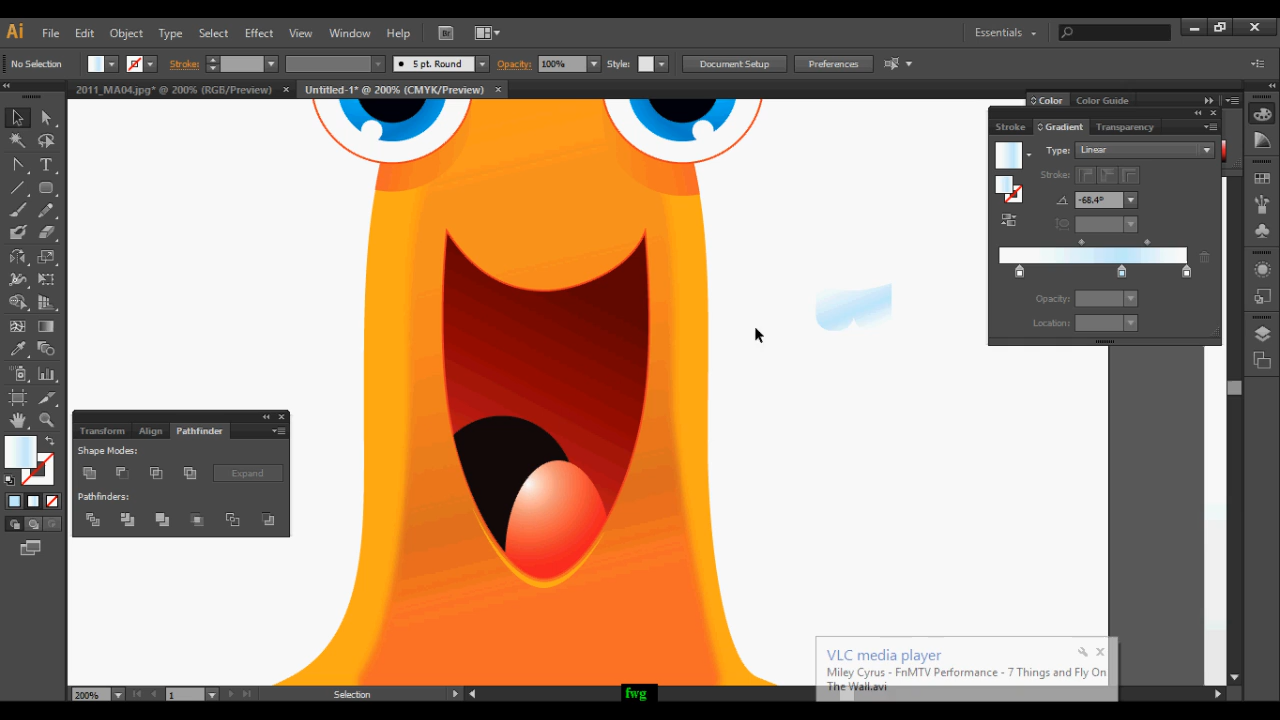 Ai File Edit Object Type Select Effect View Window Help Br Essentials
No Selection Stroke: 5 pt. Round Opacity: 100% Style: Document Setup Preferences
2011_MA04.jpg* @ 200% (RGB/Preview) × Untitled-1* @ 200% (CMYK/Preview) ×
Color Color Guide
Stroke Gradient Transparency
Type: Linear
Stroke:
-68.4°
Opacity:
Location:
Transform Align Pathfinder
Shape Modes:
Expand
Pathfinders:
VLC media player
Miley Cyrus - FnMTV Performance - 7 Things and Fly On
The Wall.avi
200% 1 Selection
fwg